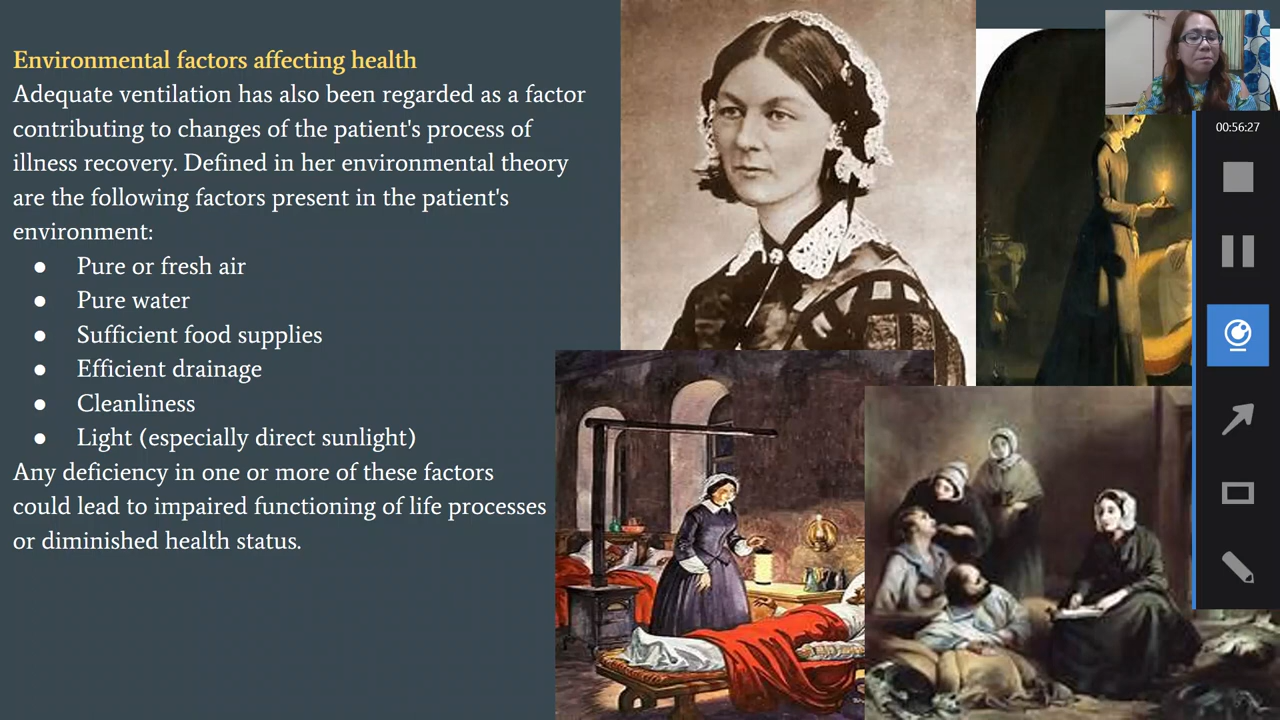 Environmental factors affecting health
Adequate ventilation has also been regarded as a factor
contributing to changes of the patient's process of
illness recovery. Defined in her environmental theory
are the following factors present in the patient's
environment:
● Pure or fresh air
● Pure water
● Sufficient food supplies
● Efficient drainage
● Cleanliness
● Light (especially direct sunlight)
Any deficiency in one or more of these factors
could lead to impaired functioning of life processes
or diminished health status.
00:56:27